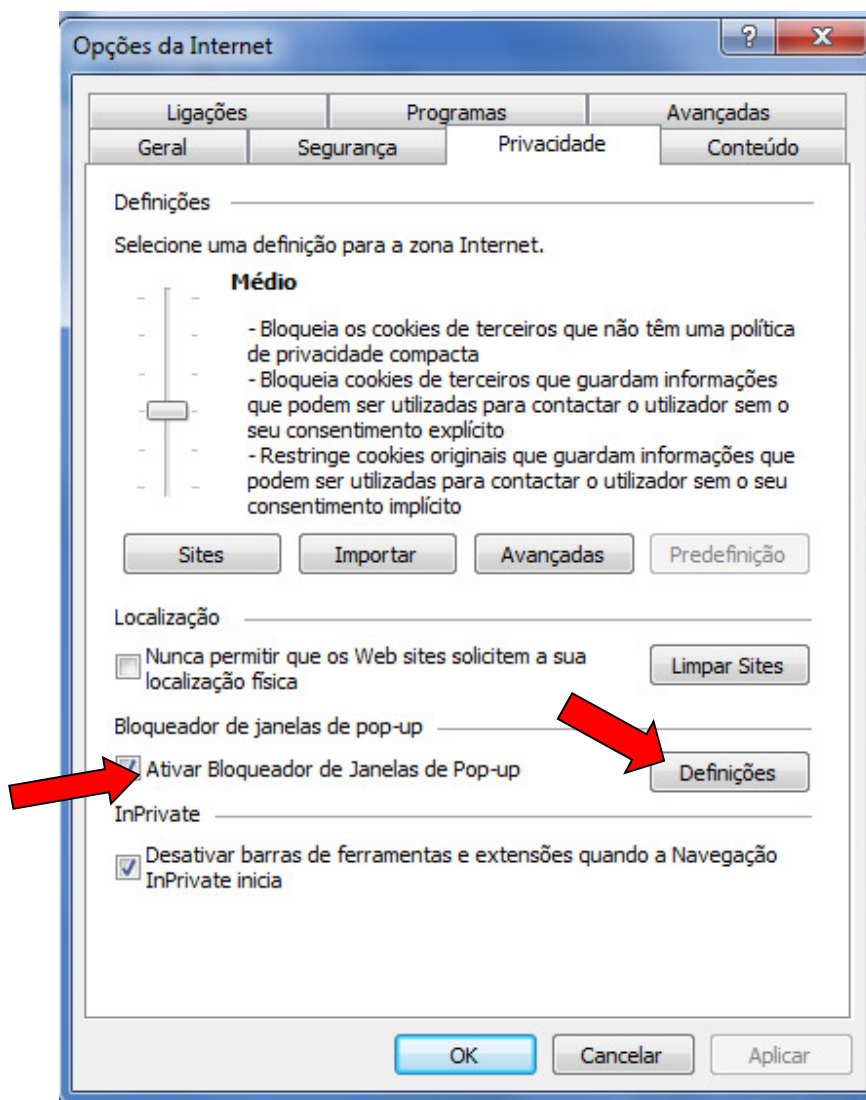 Opções da Internet
Ligações Programas Avançadas
Geral Segurança Privacidade Conteúdo
Definições
Selecione uma definição para a zona Internet.
Médio
- Bloqueia os cookies de terceiros que não têm uma política
de privacidade compacta
- Bloqueia cookies de terceiros que guardam informações
que podem ser utilizadas para contactar o utilizador sem o
seu consentimento explícito
- Restringe cookies originais que guardam informações que
podem ser utilizadas para contactar o utilizador sem o seu
consentimento implícito
Sites Importar Avançadas Predefinição
Localização
Nunca permitir que os Web sites solicitem a sua
localização física
Limpar Sites
Bloqueador de janelas de pop-up
Ativar Bloqueador de Janelas de Pop-up
Definições
InPrivate
Desativar barras de ferramentas e extensões quando a Navegação
InPrivate inicia
OK Cancelar Aplicar